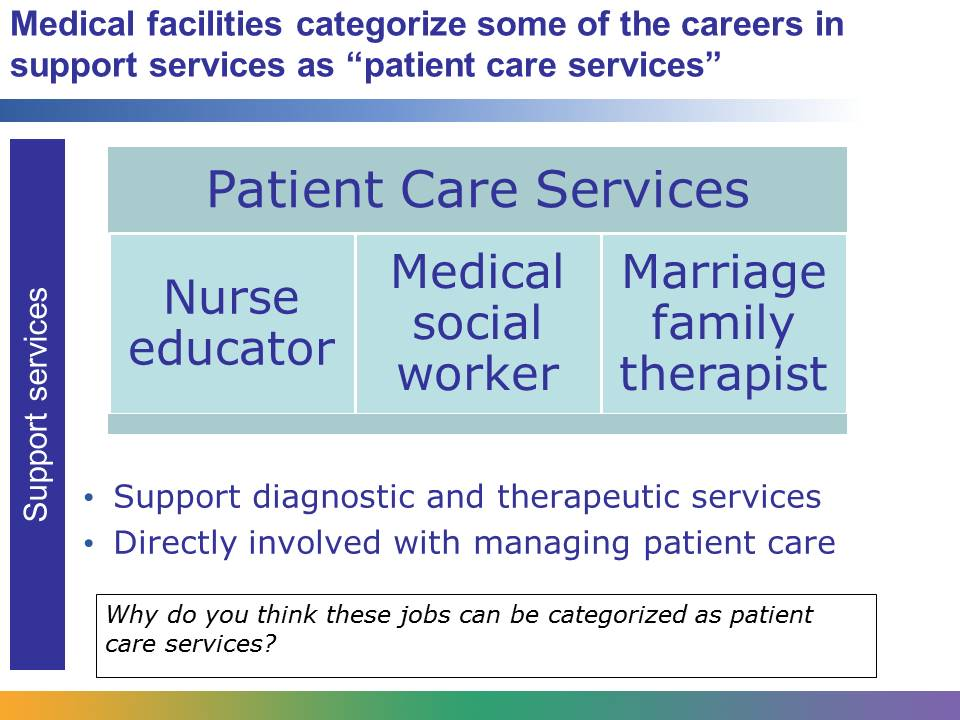 Medical facilities categorize some of the careers in
support services as “patient care services”
Support services
Patient Care Services
Nurse
educator
Medical
social
worker
Marriage
family
therapist
• Support diagnostic and therapeutic services
• Directly involved with managing patient care
Why do you think these jobs can be categorized as patient
care services?